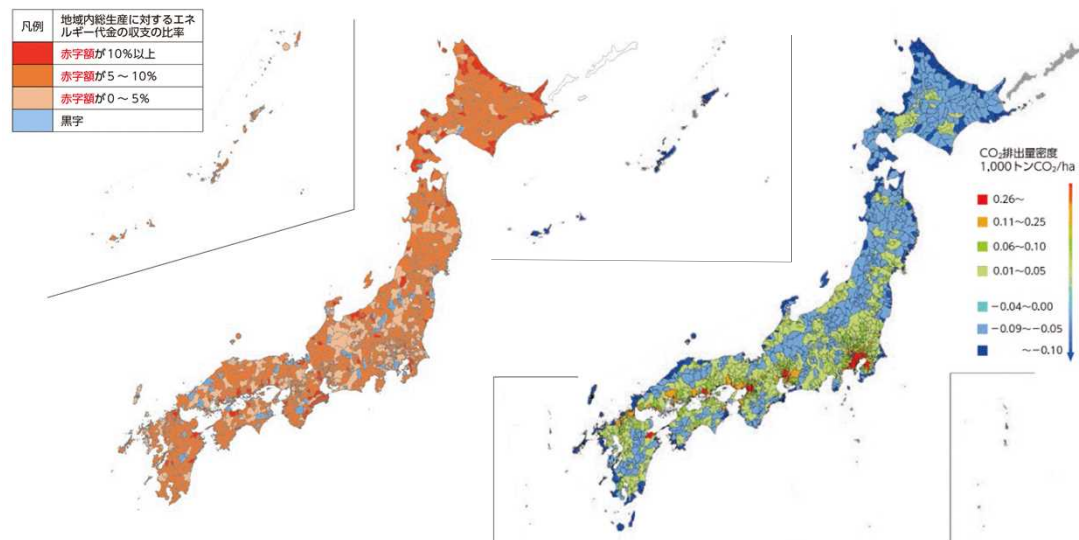 凡例
地域内総生産に対するエネ
ルギー代金の収支の比率
赤字額が10%以上
赤字額が5～10%
赤字額が0～5%
黒字
CO₂排出量密度
1,000トンCO₂/ha
0.26～
0.11～0.25
0.06～0.10
0.01～0.05
－0.04～0.00
－0.09～－0.05
～－0.10